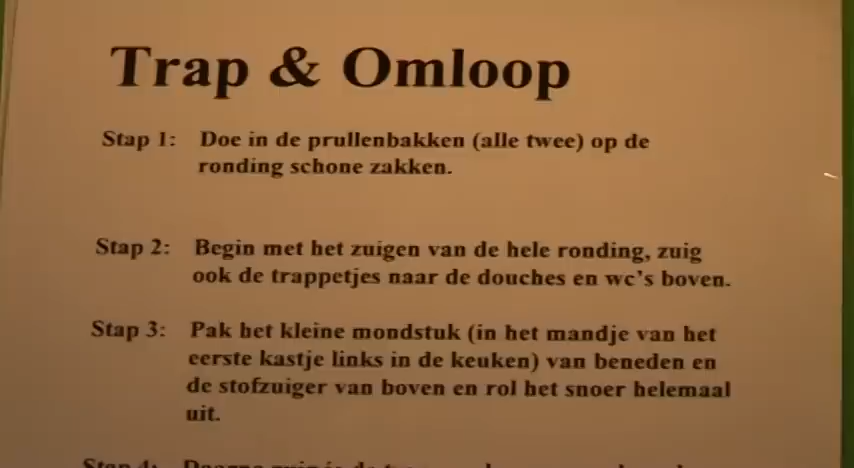 Trap & Omloop
Stap 1: Doe in de prullenbakken (alle twee) op de
ronding schone zakken.
Stap 2: Begin met het zuigen van de hele ronding, zuig
ook de trappetjes naar de douches en wc's boven.
Stap 3: Pak het kleine mondstuk (in het mandje van het
eerste kastje links in de keuken) van beneden en
de stofzuiger van boven en rol het snoer helemaal
uit.
Stap 4: